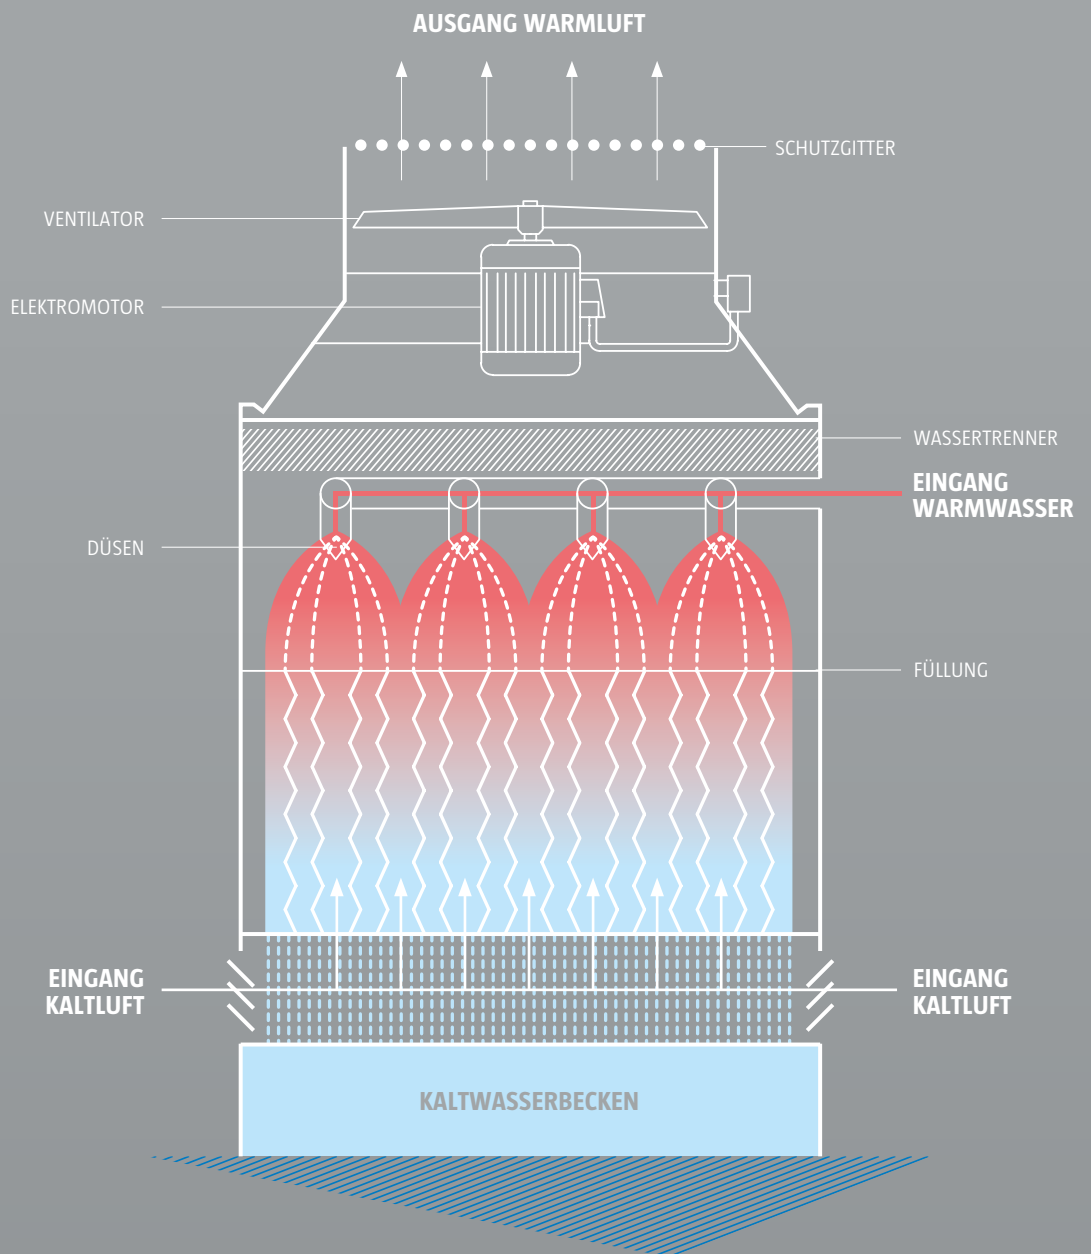 AUSGANG WARMLUFT
SCHUTZGITTER
VENTILATOR
ELEKTROMOTOR
WASSERTRENNER
EINGANG
WARMWASSER
DÜSEN
FÜLLUNG
EINGANG
KALTLUFT
EINGANG
KALTLUFT
KALTWASSERBECKEN